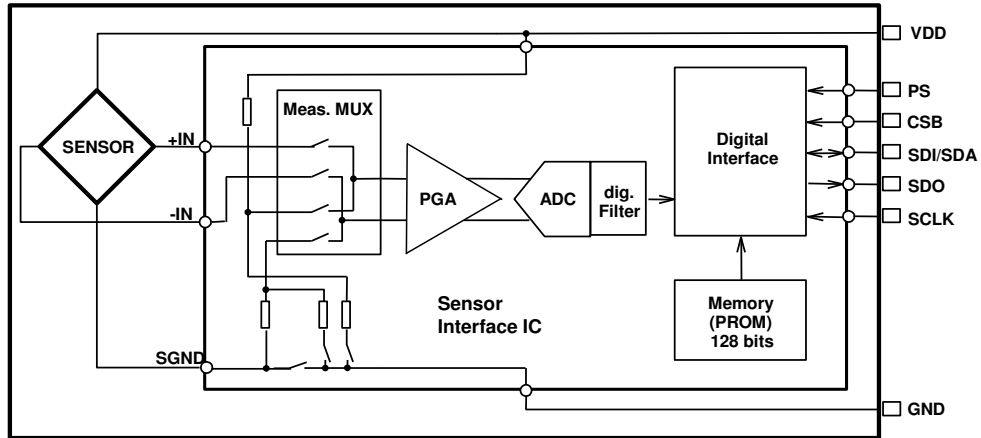 VDD
PS
CSB
SDI/SDA
SDO
SCLK
GND
SENSOR
+IN
-IN
SGND
Meas. MUX
PGA
ADC
dig.
Filter
Digital
Interface
Memory
(PROM)
128 bits
Sensor
Interface IC